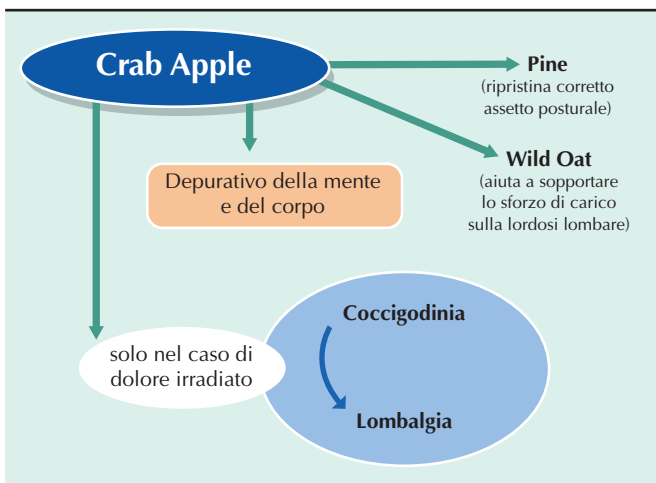 Crab Apple
Pine
(ripristina corretto
assetto posturale)
Wild Oat
(aiuta a sopportare
lo sforzo di carico
sulla lordosi lombare)
Depurativo della mente
e del corpo
solo nel caso di
dolore irradiato
Coccigodinia
Lombalgia